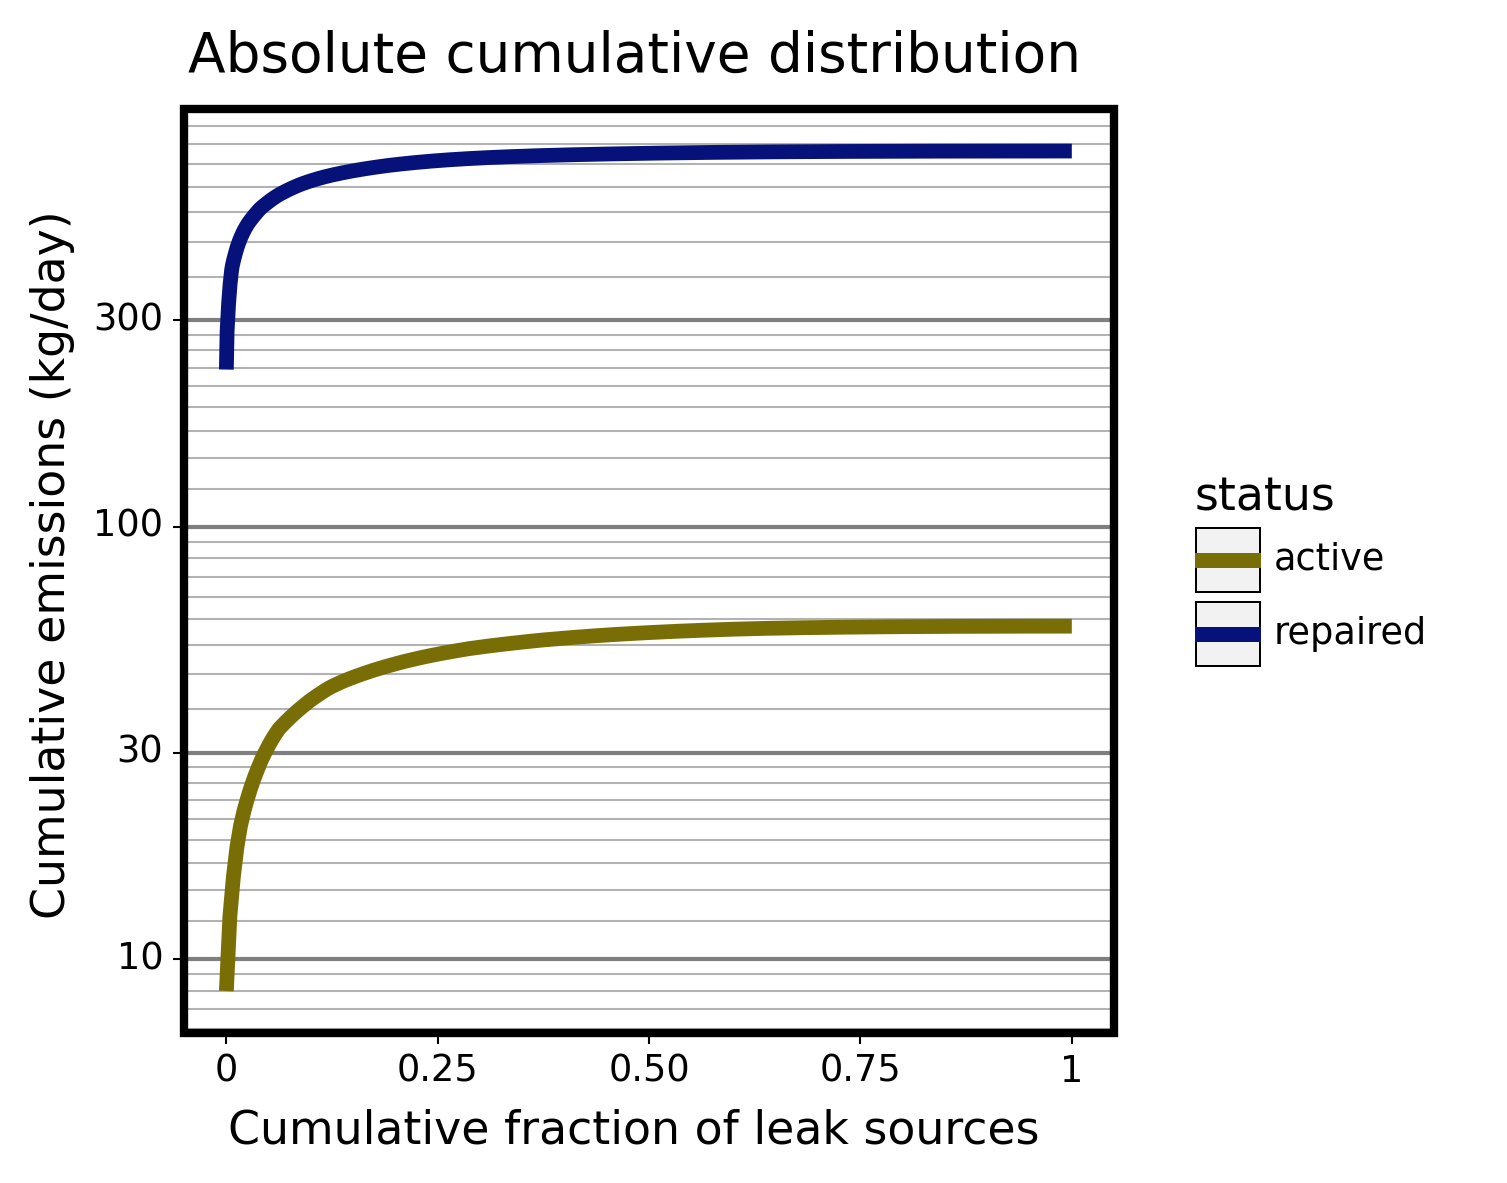 Absolute cumulative distribution
Cumulative emissions (kg/day)
300
100
30
10
0
0.25
0.50
0.75
1
Cumulative fraction of leak sources
status
active
repaired